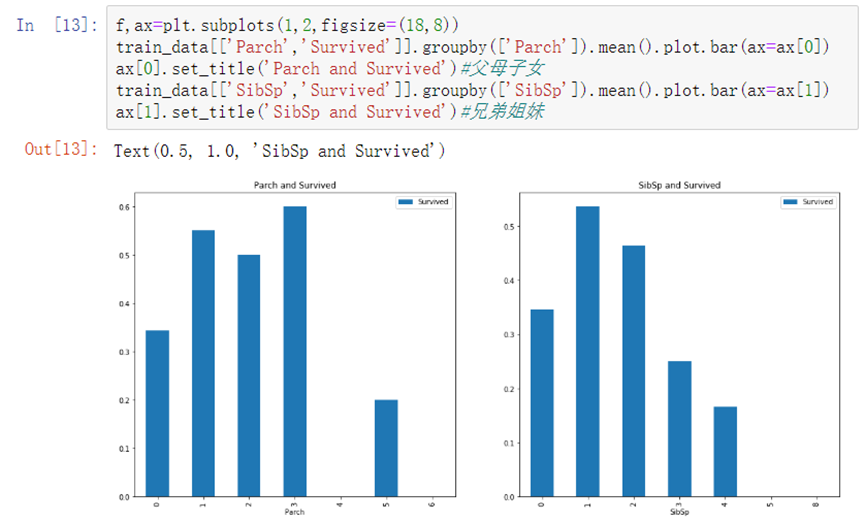 In [13]: f,ax=plt.subplots(1,2,figsize=(18,8))
train_data[['Parch','Survived']].groupby(['Parch']).mean().plot.bar(ax=ax[0])
ax[0].set_title('Parch and Survived')#父母子女
train_data[['SibSp','Survived']].groupby(['SibSp']).mean().plot.bar(ax=ax[1])
ax[1].set_title('SibSp and Survived')#兄弟姐妹
Out[13]: Text(0.5, 1.0, 'SibSp and Survived')
Parch and Survived
Survived
0.6
0.5
0.4
0.3
0.2
0.1
0.0
0 1 2 3 4 5 6
Parch
SibSp and Survived
Survived
0.5
0.4
0.3
0.2
0.1
0.0
0 1 2 3 4 5 8
SibSp